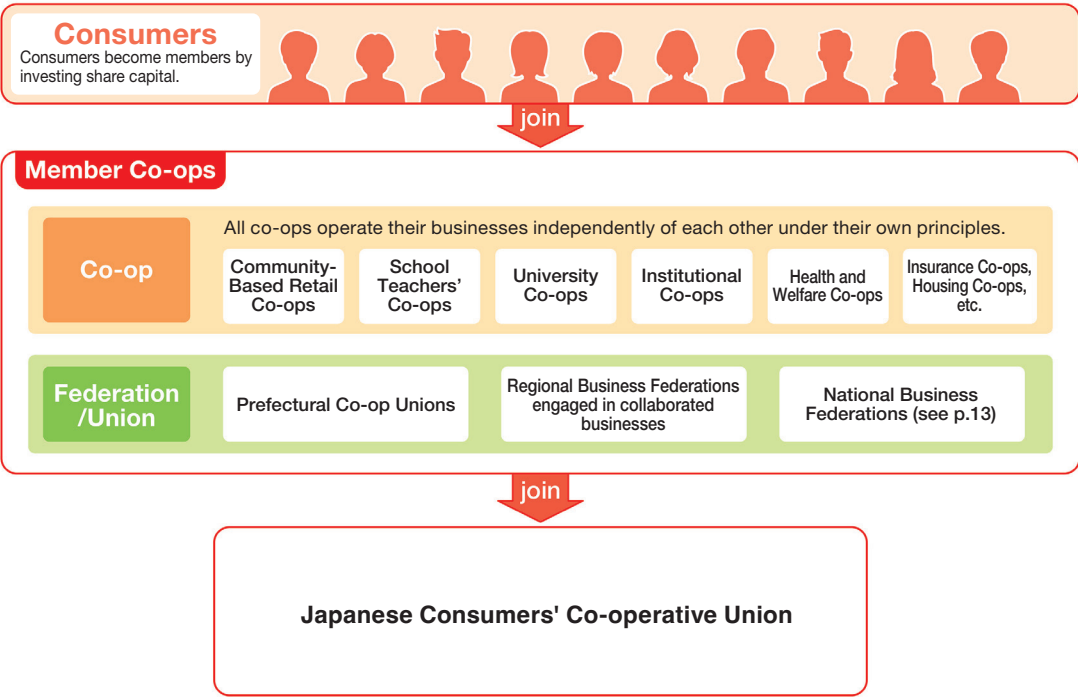 Consumers
Consumers become members by
investing share capital.
join
Member Co-ops
Co-op
All co-ops operate their businesses independently of each other under their own principles.
Community-
Based Retail
Co-ops
School
Teachers'
Co-ops
University
Co-ops
Institutional
Co-ops
Health and
Welfare Co-ops
Insurance Co-ops,
Housing Co-ops,
etc.
Federation
/Union
Prefectural Co-op Unions
Regional Business Federations
engaged in collaborated
businesses
National Business
Federations (see p.13)
join
Japanese Consumers' Co-operative Union